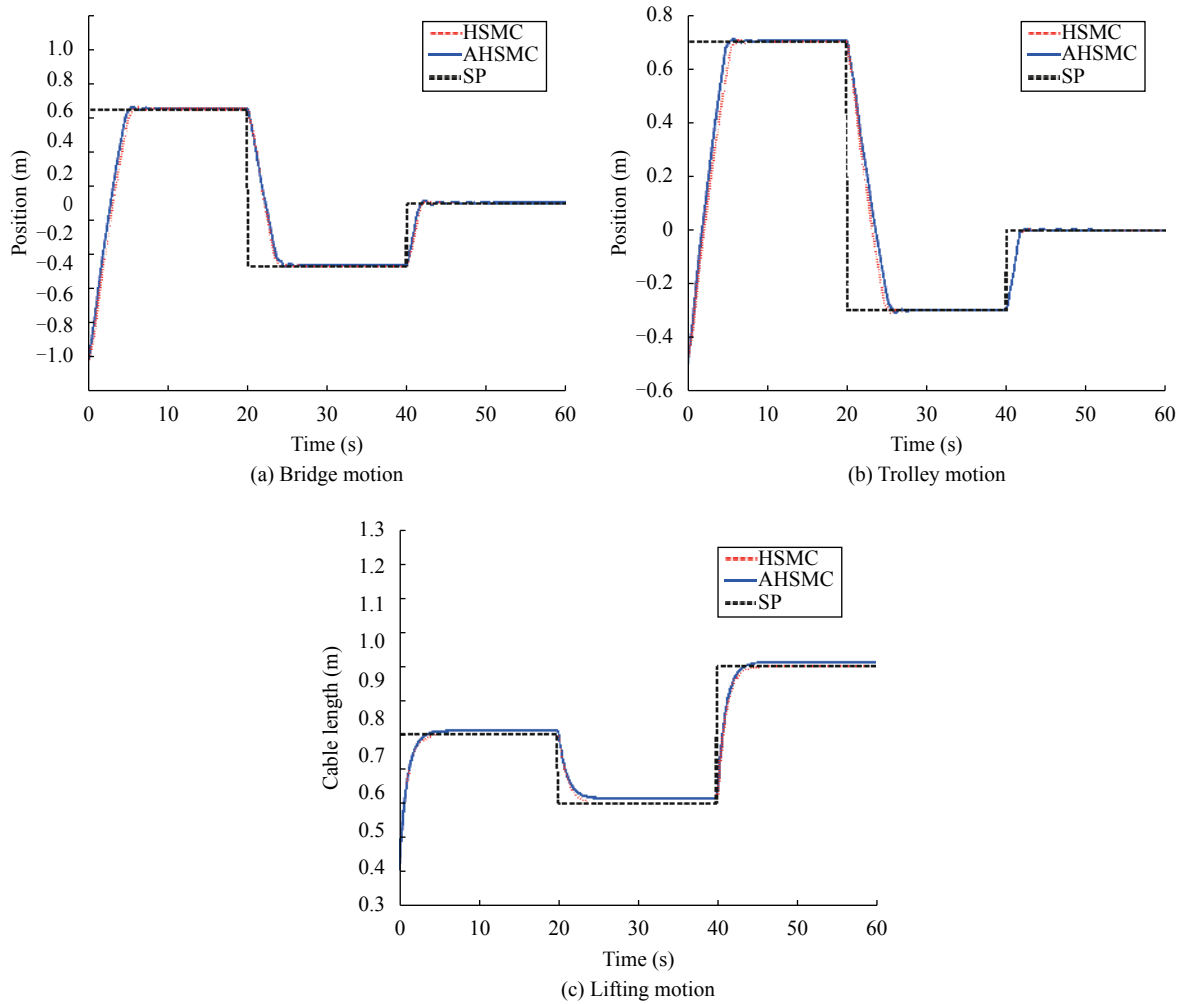 HSMC
AHSMC
SP
1.0
0.8
0.6
0.4
0.2
0
−0.2
−0.4
−0.6
−0.8
−1.0
Position (m)
0 10 20 30 40 50 60
Time (s)
(a) Bridge motion
HSMC
AHSMC
SP
0.8
0.6
0.4
0.2
0
−0.2
−0.4
−0.6
Position (m)
0 10 20 30 40 50 60
Time (s)
(b) Trolley motion
HSMC
AHSMC
SP
1.3
1.2
1.1
1.0
0.9
0.8
0.7
0.6
0.5
0.4
0.3
Cable length (m)
0 10 20 30 40 50 60
Time (s)
(c) Lifting motion